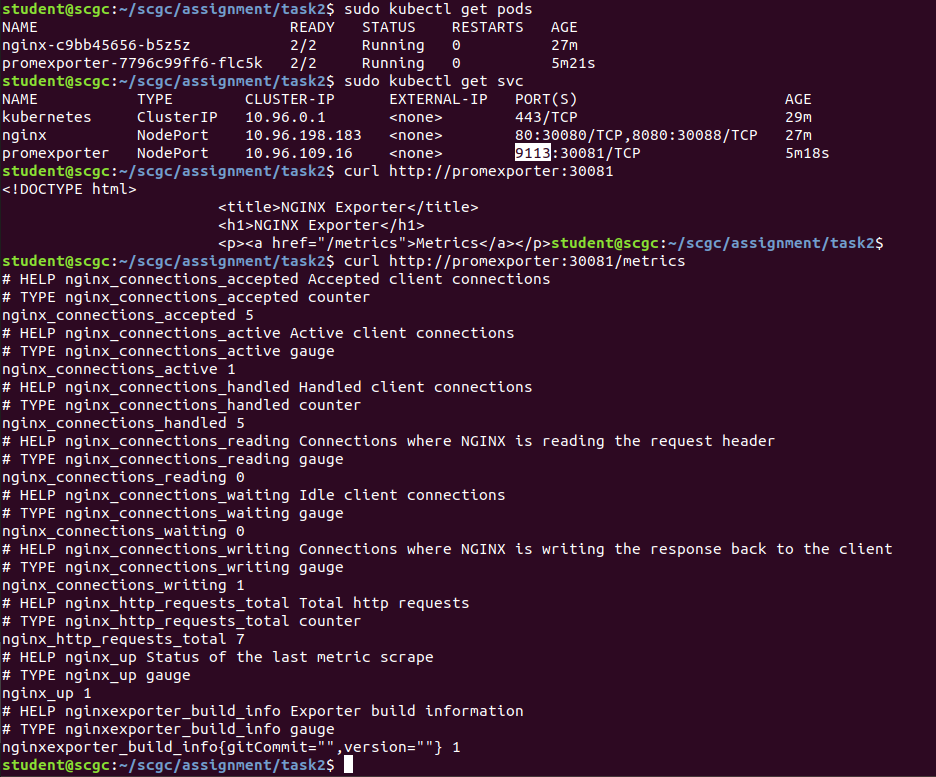 student@scgc:~/scgc/assignment/task2$ sudo kubectl get pods
NAME                            READY   STATUS    RESTARTS   AGE
nginx-c9bb45656-b5z5z           2/2     Running   0          27m
promexporter-7796c99ff6-flc5k   2/2     Running   0          5m21s
student@scgc:~/scgc/assignment/task2$ sudo kubectl get svc
NAME           TYPE        CLUSTER-IP      EXTERNAL-IP   PORT(S)                       AGE
kubernetes     ClusterIP   10.96.0.1       <none>        443/TCP                       29m
nginx          NodePort    10.96.198.183   <none>        80:30080/TCP,8080:30088/TCP   27m
promexporter   NodePort    10.96.109.16    <none>        9113:30081/TCP                5m18s
student@scgc:~/scgc/assignment/task2$ curl http://promexporter:30081
<!DOCTYPE html>
                        <title>NGINX Exporter</title>
                        <h1>NGINX Exporter</h1>
                        <p><a href="/metrics">Metrics</a></p>student@scgc:~/scgc/assignment/task2$
student@scgc:~/scgc/assignment/task2$ curl http://promexporter:30081/metrics
# HELP nginx_connections_accepted Accepted client connections
# TYPE nginx_connections_accepted counter
nginx_connections_accepted 5
# HELP nginx_connections_active Active client connections
# TYPE nginx_connections_active gauge
nginx_connections_active 1
# HELP nginx_connections_handled Handled client connections
# TYPE nginx_connections_handled counter
nginx_connections_handled 5
# HELP nginx_connections_reading Connections where NGINX is reading the request header
# TYPE nginx_connections_reading gauge
nginx_connections_reading 0
# HELP nginx_connections_waiting Idle client connections
# TYPE nginx_connections_waiting gauge
nginx_connections_waiting 0
# HELP nginx_connections_writing Connections where NGINX is writing the response back to the client
# TYPE nginx_connections_writing gauge
nginx_connections_writing 1
# HELP nginx_http_requests_total Total http requests
# TYPE nginx_http_requests_total counter
nginx_http_requests_total 7
# HELP nginx_up Status of the last metric scrape
# TYPE nginx_up gauge
nginx_up 1
# HELP nginxexporter_build_info Exporter build information
# TYPE nginxexporter_build_info gauge
nginxexporter_build_info{gitCommit="",version=""} 1
student@scgc:~/scgc/assignment/task2$